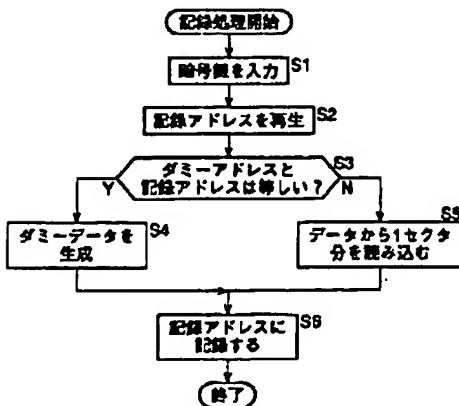 記録処理開始
暗号鍵を入力 S1
記録アドレスを再生 S2
ダミーアドレスと S3
記録アドレスは等しい?
Y N
ダミーデータを S4
生成
データから1セクタ S5
分を読み込む
記録アドレスに S6
記録する
終了